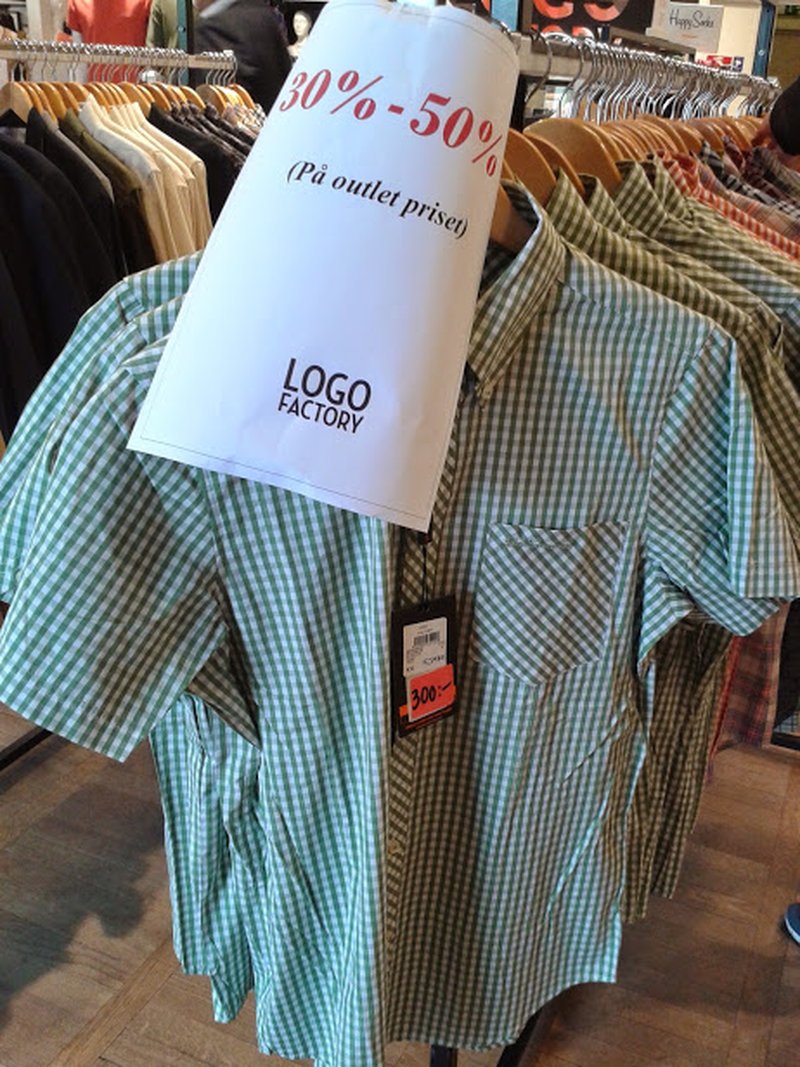 Happy Socks
30% - 50%
(På outlet priset)
LOGO
FACTORY
300:-